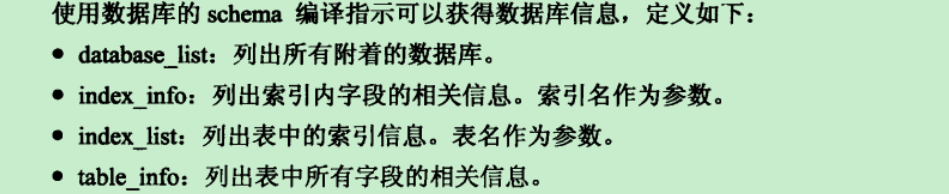 使用数据库的 schema 编译指示可以获得数据库信息，定义如下：
● database_list：列出所有附着的数据库。
● index_info：列出索引内字段的相关信息。索引名作为参数。
● index_list：列出表中的索引信息。表名作为参数。
● table_info：列出表中所有字段的相关信息。